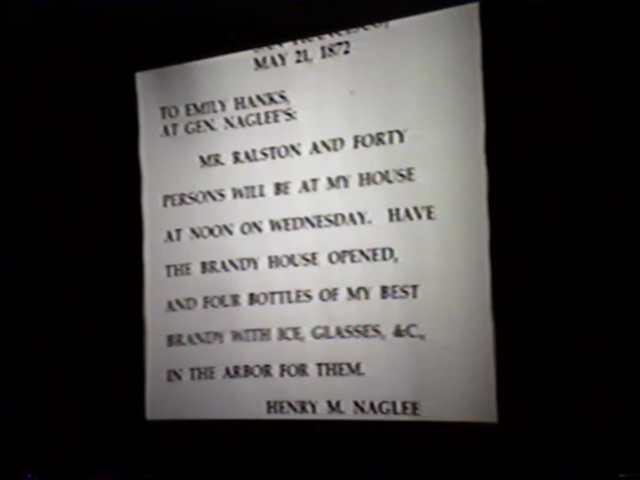 SAN FRANCISCO,
MAY 21, 1872
TO EMILY HANKS,
AT GEN. NAGLEE'S:
MR. RALSTON AND FORTY
PERSONS WILL BE AT MY HOUSE
AT NOON ON WEDNESDAY. HAVE
THE BRANDY HOUSE OPENED,
AND FOUR BOTTLES OF MY BEST
BRANDY WITH ICE, GLASSES, &C.,
IN THE ARBOR FOR THEM.
HENRY M. NAGLEE